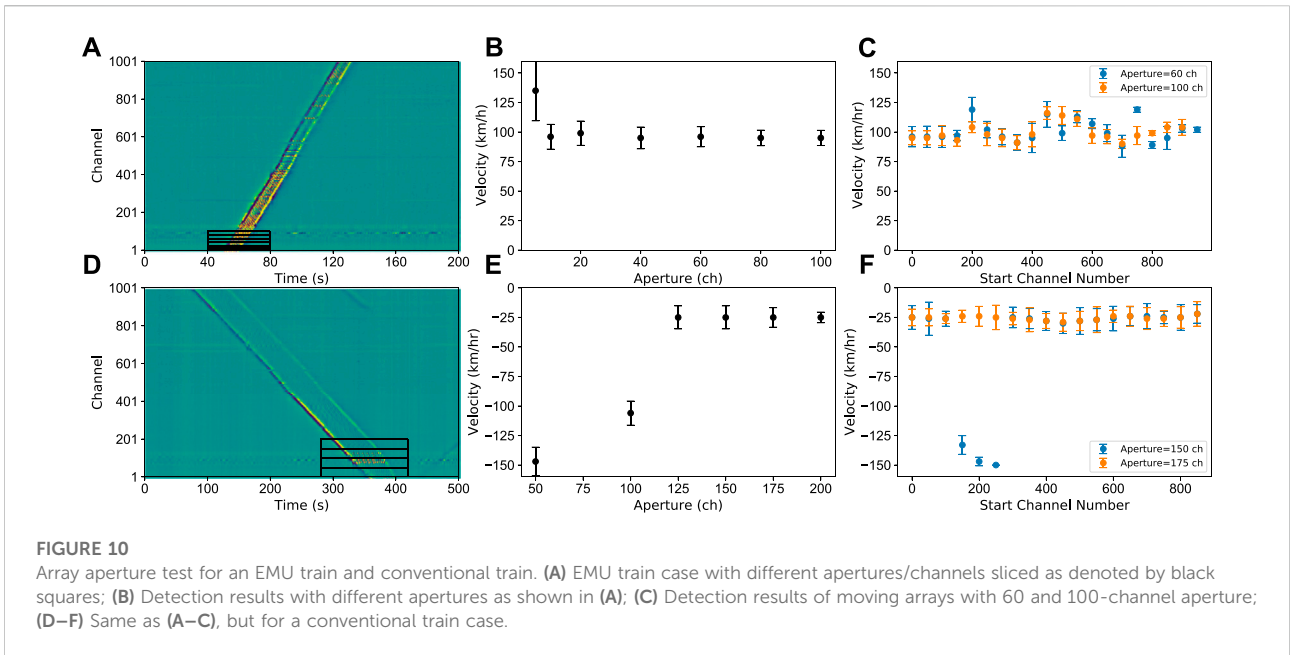 A
1001
801
601
401
201
1
Channel
0 40 80 120 160 200
Time (s)
B
150
125
100
75
50
25
0
Velocity (km/h)
20 40 60 80 100
Aperture (ch)
C
150
125
100
75
50
25
0
Velocity (km/hr)
Aperture=60 ch
Aperture=100 ch
0 200 400 600 800
Start Channel Number
D
1001
801
601
401
201
1
Channel
0 100 200 300 400 500
Time (s)
E
0
−25
−50
−75
−100
−125
−150
Velocity (km/hr)
50 75 100 125 150 175 200
Aperture (ch)
F
0
−25
−50
−75
−100
−125
−150
Velocity (km/hr)
Aperture=150 ch
Aperture=175 ch
0 200 400 600 800
Start Channel Number
FIGURE 10
Array aperture test for an EMU train and conventional train. (A) EMU train case with different apertures/channels sliced as denoted by black
squares; (B) Detection results with different apertures as shown in (A); (C) Detection results of moving arrays with 60 and 100-channel aperture;
(D–F) Same as (A–C), but for a conventional train case.